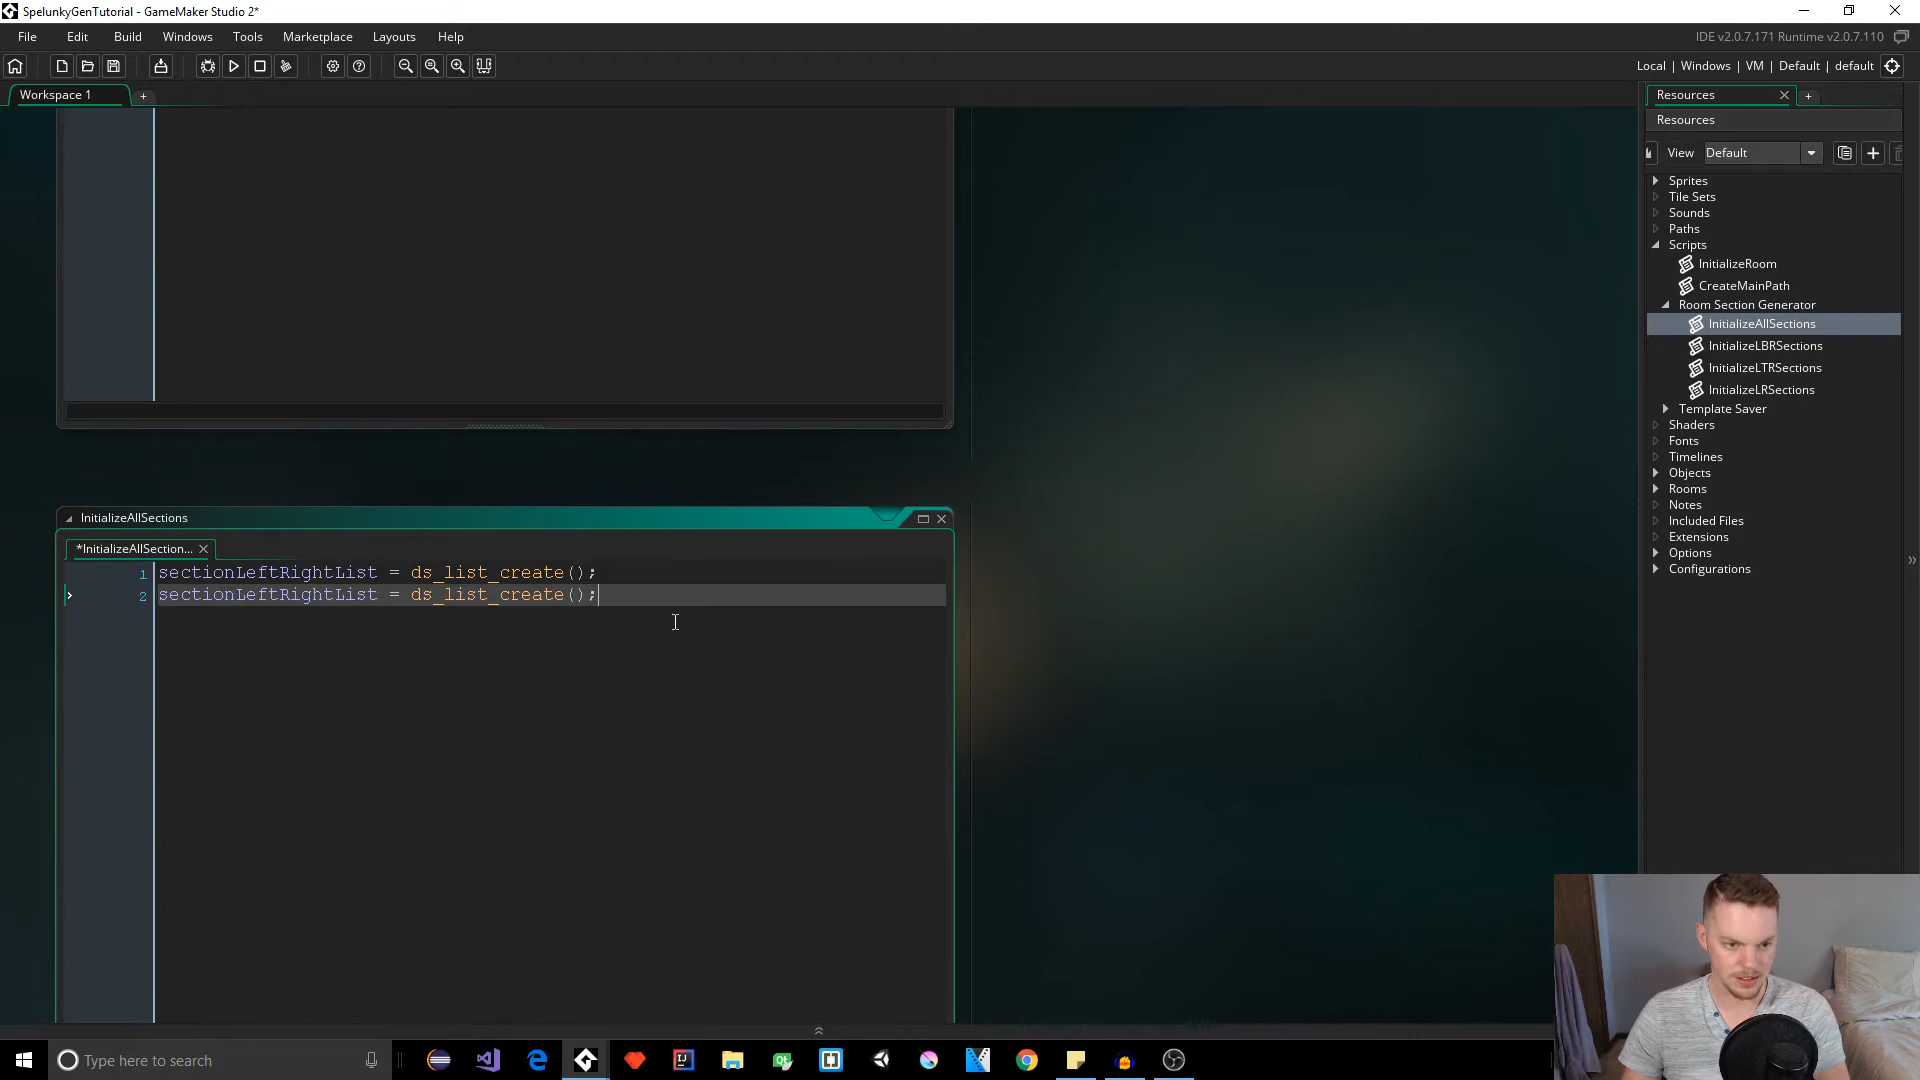 SpelunkyGenTutorial - GameMaker Studio 2*
File Edit Build Windows Tools Marketplace Layouts Help
IDE v2.0.7.171 Runtime v2.0.7.110
Local | Windows | VM | Default | default
Workspace 1
Resources
Resources
View Default
Sprites
Tile Sets
Sounds
Paths
Scripts
InitializeRoom
CreateMainPath
Room Section Generator
InitializeAllSections
InitializeLBRSections
InitializeLTRSections
InitializeLRSections
Template Saver
Shaders
Fonts
Timelines
Objects
Rooms
Notes
Included Files
Extensions
Options
Configurations
InitializeAllSections
*InitializeAllSection...
1 sectionLeftRightList = ds_list_create();
2 sectionLeftRightList = ds_list_create();
Type here to search